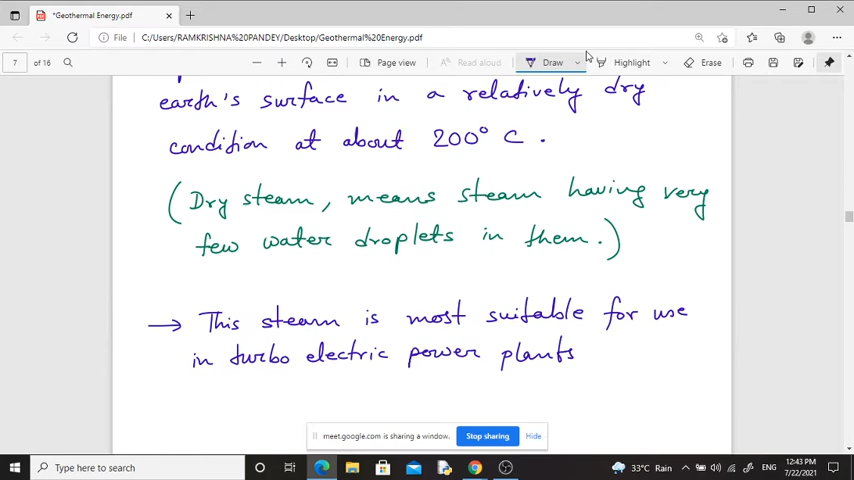 *Geothermal Energy.pdf
File C:/Users/RAMKRISHNA%20PANDEY/Desktop/Geothermal%20Energy.pdf
7 of 16 Page view Read aloud Draw Highlight Erase
earth's surface in a relatively dry
condition at about 200° C.
(Dry steam, means steam having very
few water droplets in them.)
→ This steam is most suitable for use
in turbo electric power plants
meet.google.com is sharing a window. Stop sharing Hide
Type here to search 33°C Rain ENG 12:43 PM
7/22/2021